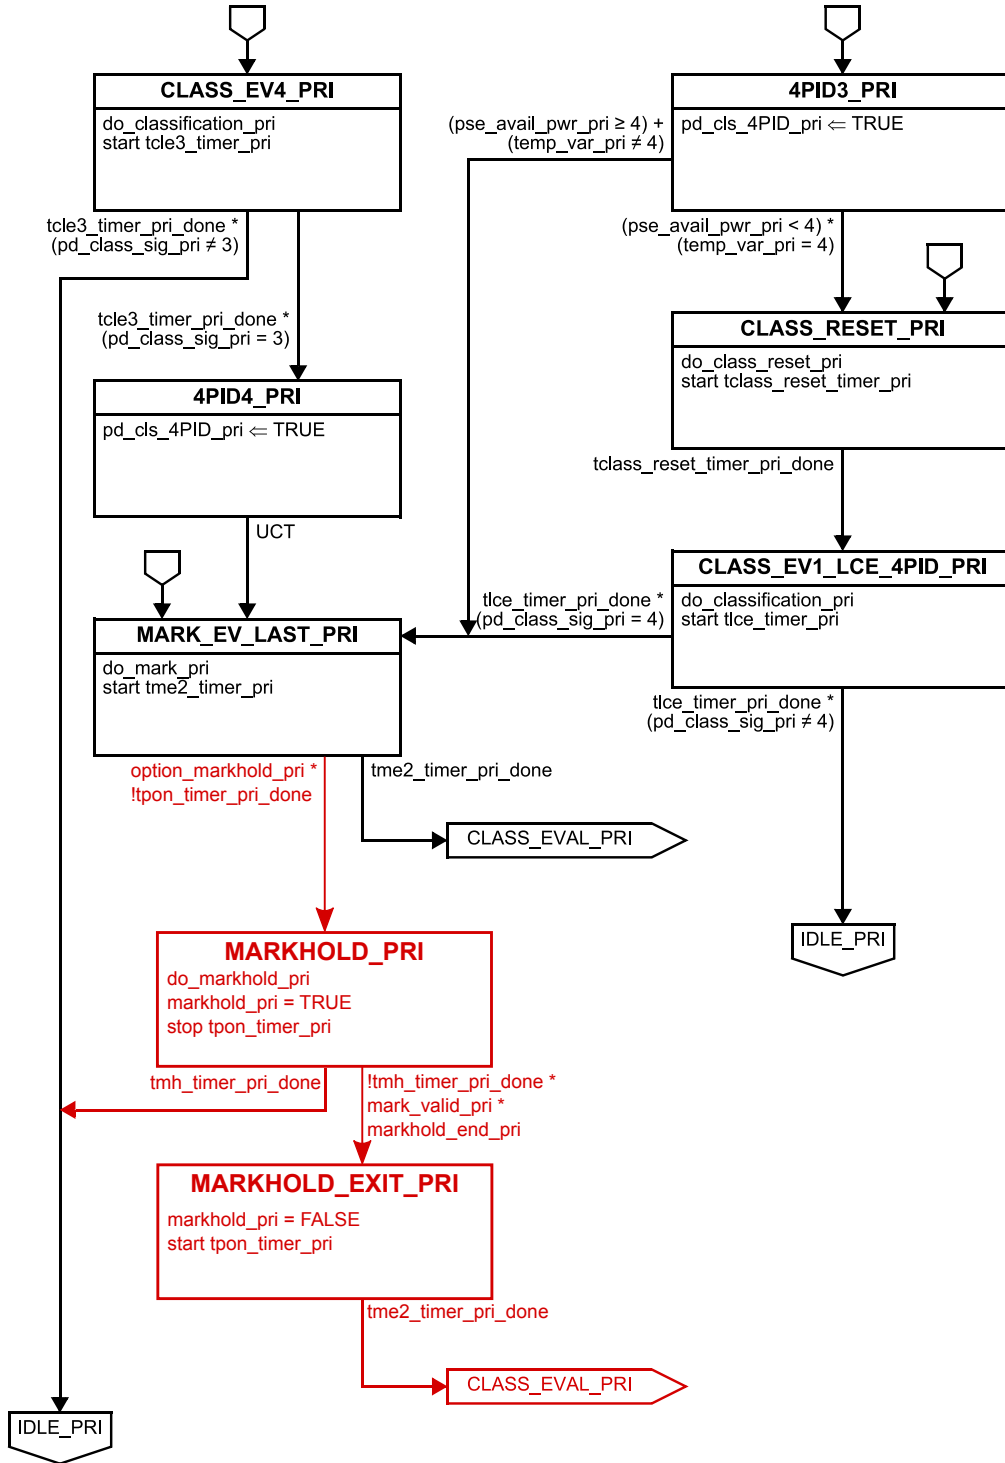 CLASS_EV4_PRI
do_classification_pri
start tcle3_timer_pri
tcle3_timer_pri_done *
(pd_class_sig_pri ≠ 3)
tcle3_timer_pri_done *
(pd_class_sig_pri = 3)
4PID4_PRI
pd_cls_4PID_pri ⇐ TRUE
UCT
MARK_EV_LAST_PRI
do_mark_pri
start tme2_timer_pri
option_markhold_pri *
!tpon_timer_pri_done
tme2_timer_pri_done
CLASS_EVAL_PRI
MARKHOLD_PRI
do_markhold_pri
markhold_pri = TRUE
stop tpon_timer_pri
tmh_timer_pri_done
!tmh_timer_pri_done *
mark_valid_pri *
markhold_end_pri
MARKHOLD_EXIT_PRI
markhold_pri = FALSE
start tpon_timer_pri
tme2_timer_pri_done
CLASS_EVAL_PRI
IDLE_PRI
4PID3_PRI
pd_cls_4PID_pri ⇐ TRUE
(pse_avail_pwr_pri ≥ 4) +
(temp_var_pri ≠ 4)
(pse_avail_pwr_pri < 4) *
(temp_var_pri = 4)
CLASS_RESET_PRI
do_class_reset_pri
start tclass_reset_timer_pri
tclass_reset_timer_pri_done
CLASS_EV1_LCE_4PID_PRI
do_classification_pri
start tlce_timer_pri
tlce_timer_pri_done *
(pd_class_sig_pri = 4)
tlce_timer_pri_done *
(pd_class_sig_pri ≠ 4)
IDLE_PRI